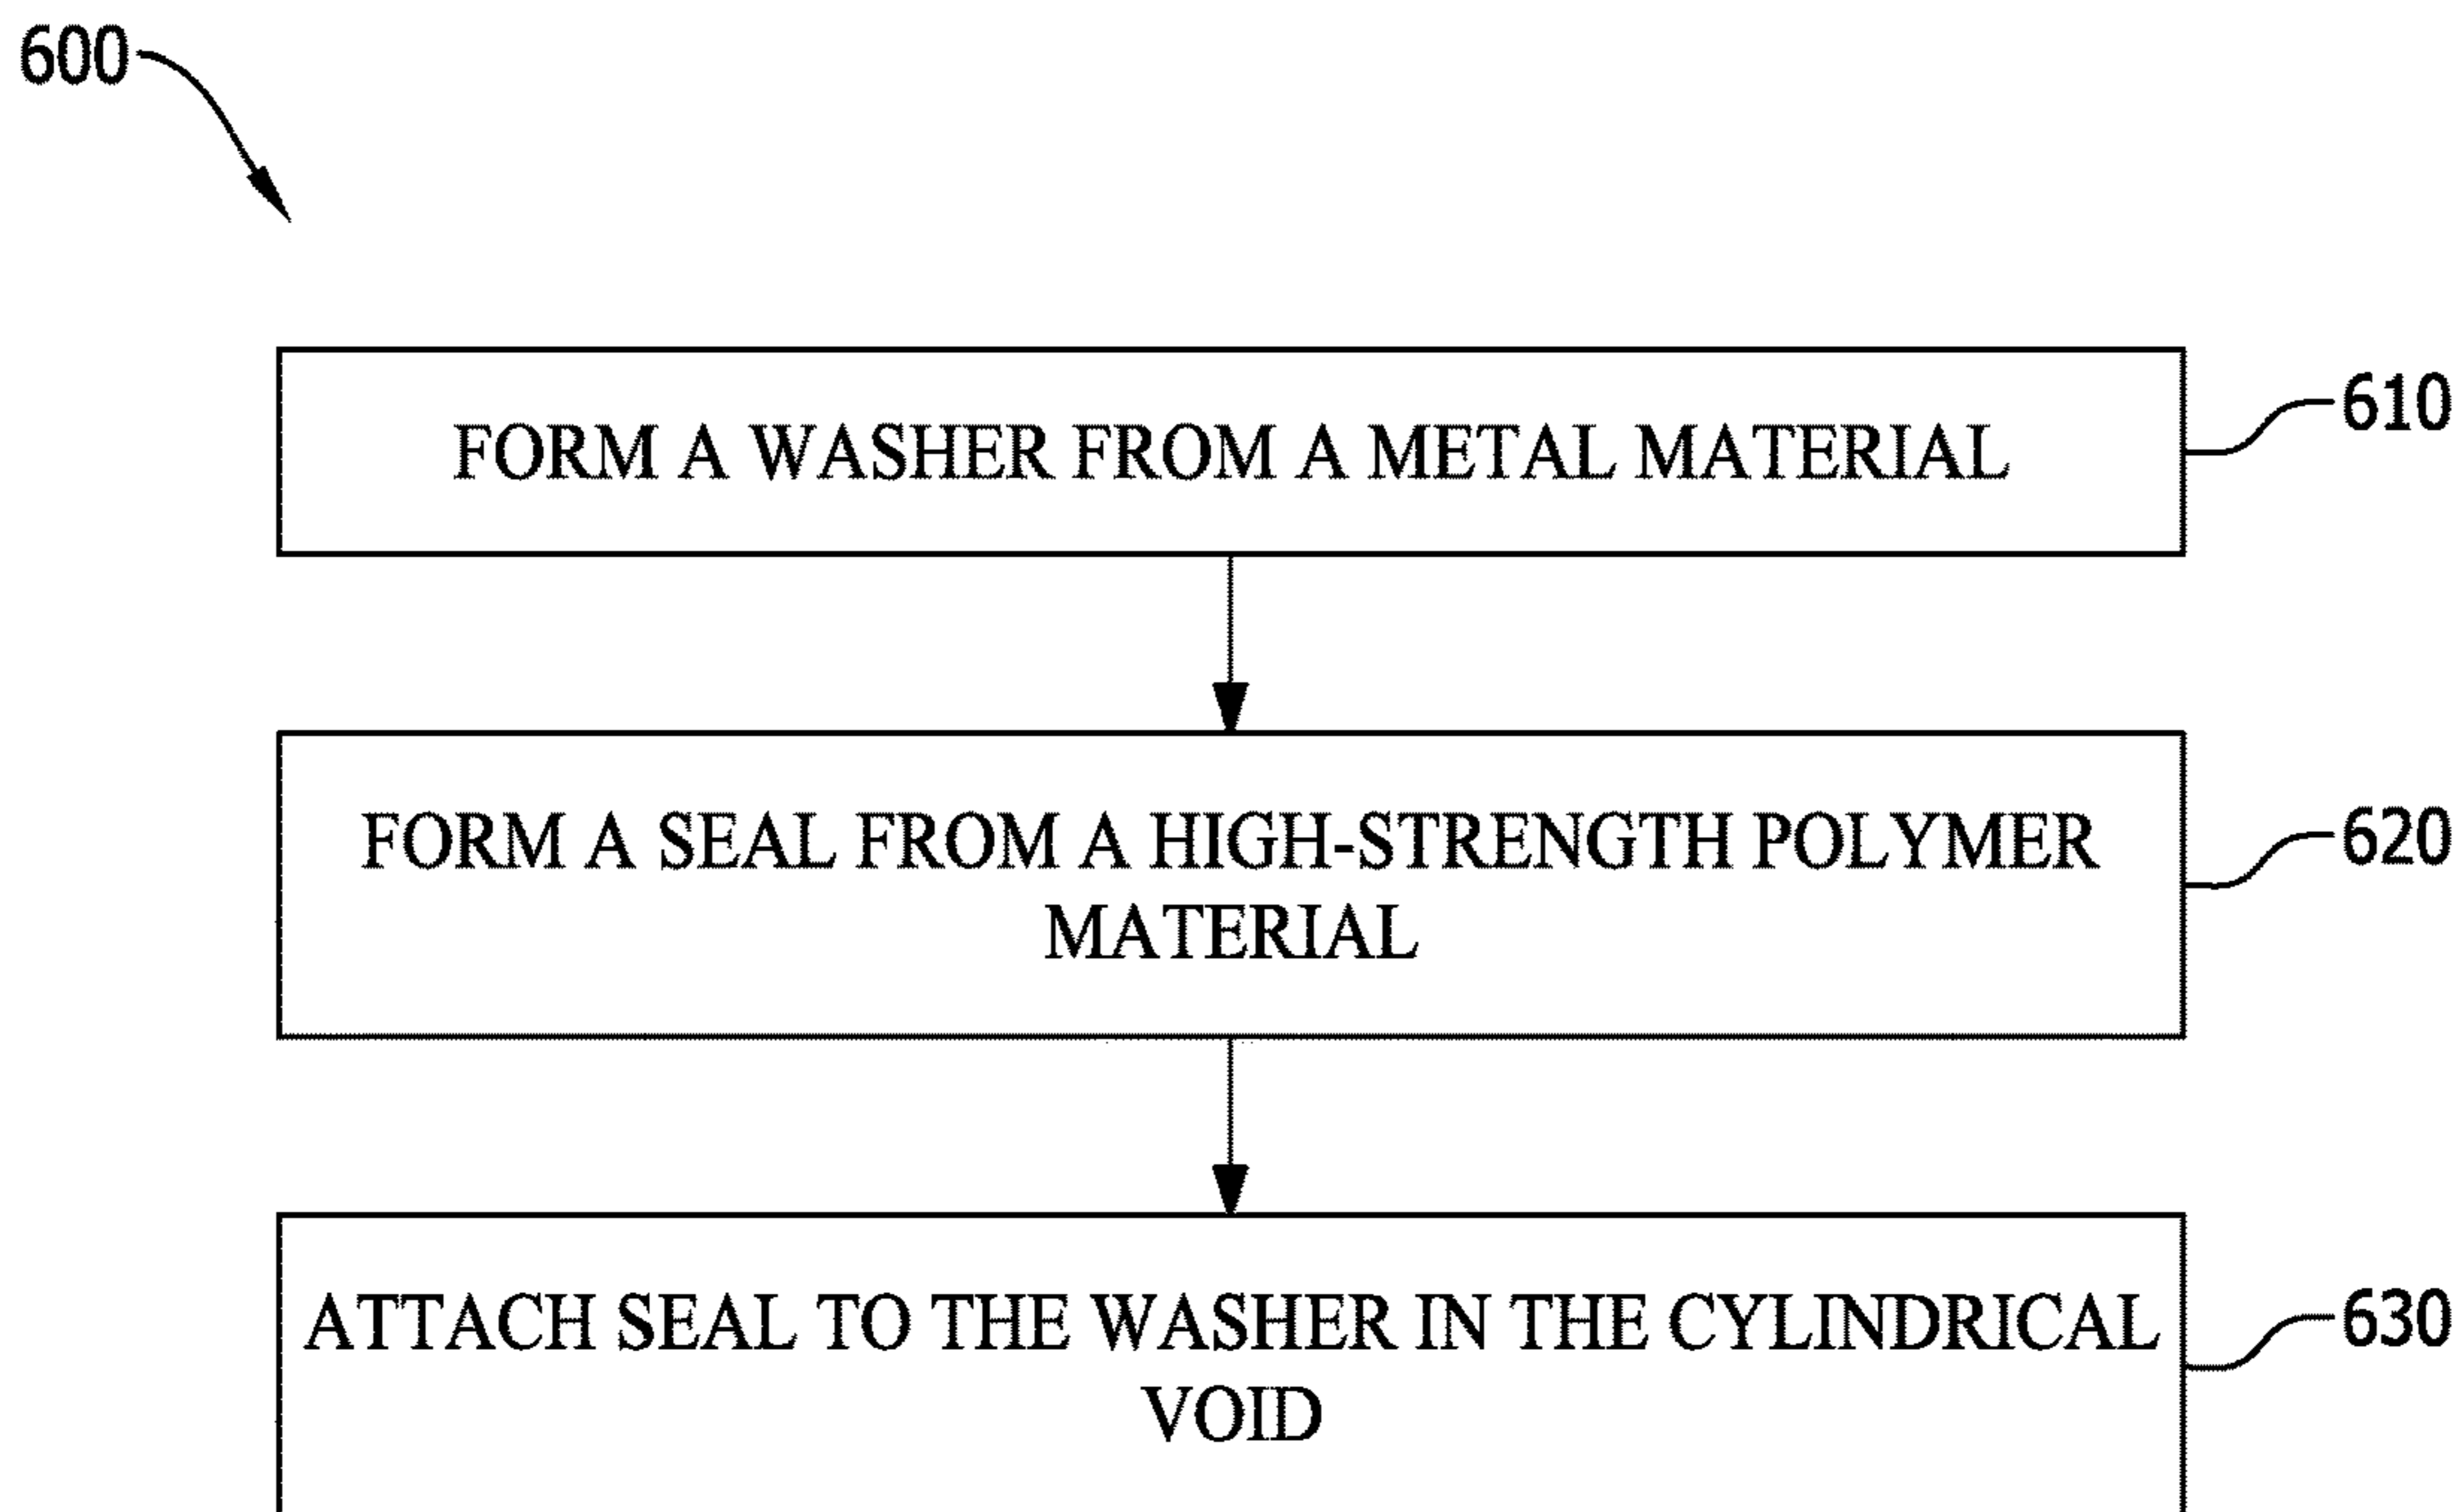 600
FORM A WASHER FROM A METAL MATERIAL
610
FORM A SEAL FROM A HIGH-STRENGTH POLYMER
MATERIAL
620
ATTACH SEAL TO THE WASHER IN THE CYLINDRICAL
VOID
630